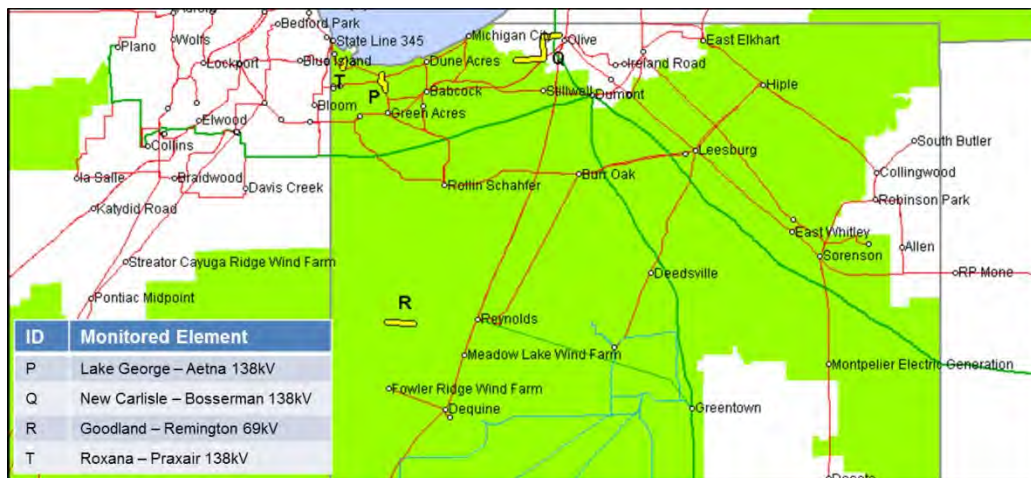 Bedford Park
Plano
Wolfs
State Line 345
Michigan City
Olive
East Elkhart
Lockport
Blue Island
Dune Acres
Q
Ireland Road
T
P
Babcock
Stillwell
Dumont
Hiple
Bloom
Green Acres
Elwood
Collins
South Butler
Leesburg
la Salle
Braidwood
Davis Creek
Rollin Schahfer
Burr Oak
Collingwood
Katydid Road
Robinson Park
East Whitley
Allen
Streator Cayuga Ridge Wind Farm
Sorenson
Deedsville
RP Mone
Pontiac Midpoint
R
Reynolds
Meadow Lake Wind Farm
Montpelier Electric Generation
Fowler Ridge Wind Farm
Dequine
Greentown
ID Monitored Element
P Lake George – Aetna 138kV
Q New Carlisle – Bosserman 138kV
R Goodland – Remington 69kV
T Roxana – Praxair 138kV